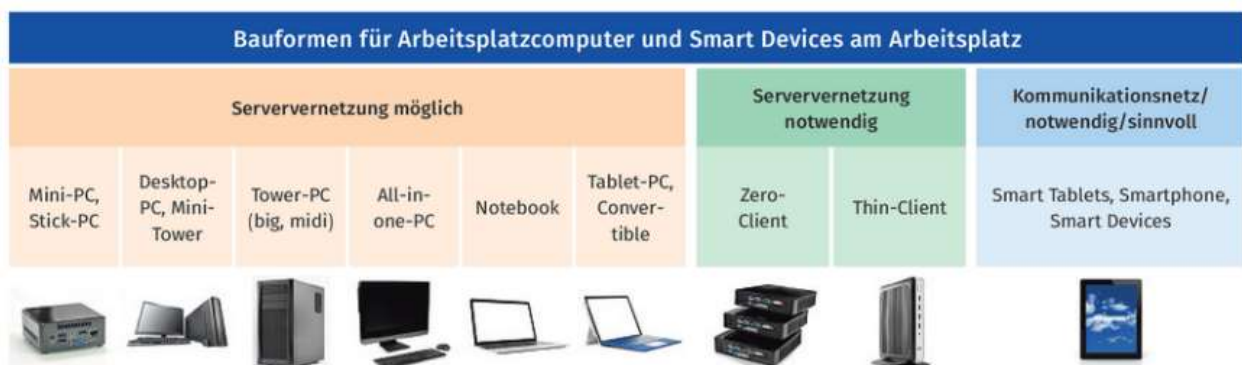 Bauformen für Arbeitsplatzcomputer und Smart Devices am Arbeitsplatz
Serververnetzung möglich
Serververnetzung
notwendig
Kommunikationsnetz/
notwendig/sinnvoll
Mini-PC,
Stick-PC
Desktop-
PC, Mini-
Tower
Tower-PC
(big, midi)
All-in-
one-PC
Notebook
Tablet-PC,
Conver-
tible
Zero-
Client
Thin-Client
Smart Tablets, Smartphone,
Smart Devices